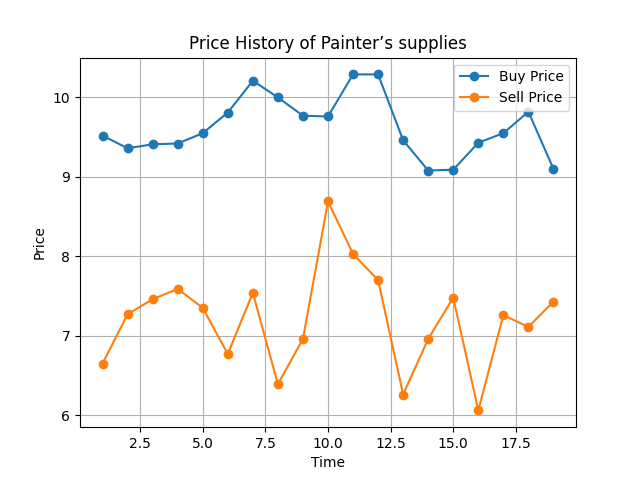 Price History of Painter’s supplies
Buy Price
Sell Price
Price
10
9
8
7
6
2.5 5.0 7.5 10.0 12.5 15.0 17.5
Time